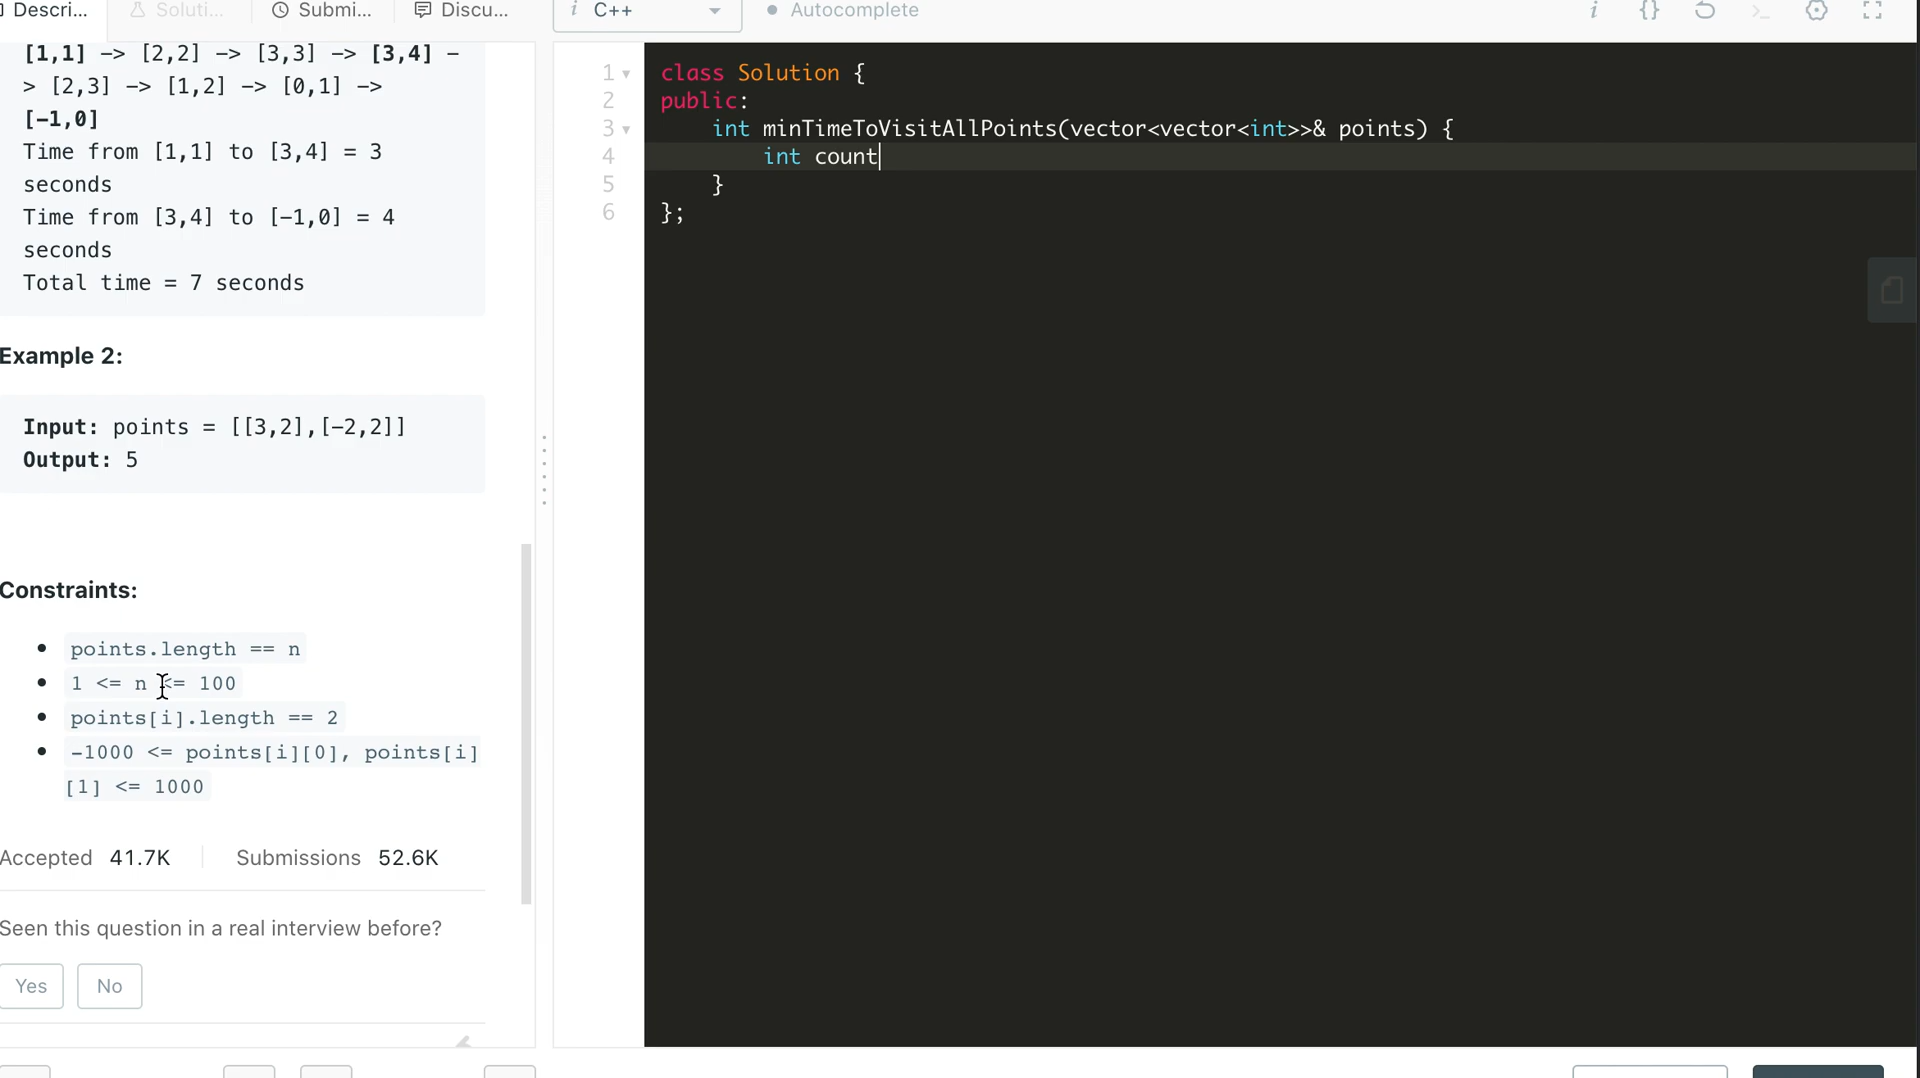 Descri...
Soluti...
Submi...
Discu...
i C++
Autocomplete
i {} >_
[1,1] -> [2,2] -> [3,3] -> [3,4] -
> [2,3] -> [1,2] -> [0,1] ->
[-1,0]
Time from [1,1] to [3,4] = 3
seconds
Time from [3,4] to [-1,0] = 4
seconds
Total time = 7 seconds
Example 2:
Input: points = [[3,2],[-2,2]]
Output: 5
Constraints:
points.length == n
1 <= n <= 100
points[i].length == 2
-1000 <= points[i][0], points[i]
[1] <= 1000
Accepted 41.7K
Submissions 52.6K
Seen this question in a real interview before?
Yes
No
1 class Solution {
2 public:
3 int minTimeToVisitAllPoints(vector<vector<int>>& points) {
4 int count
5 }
6 };